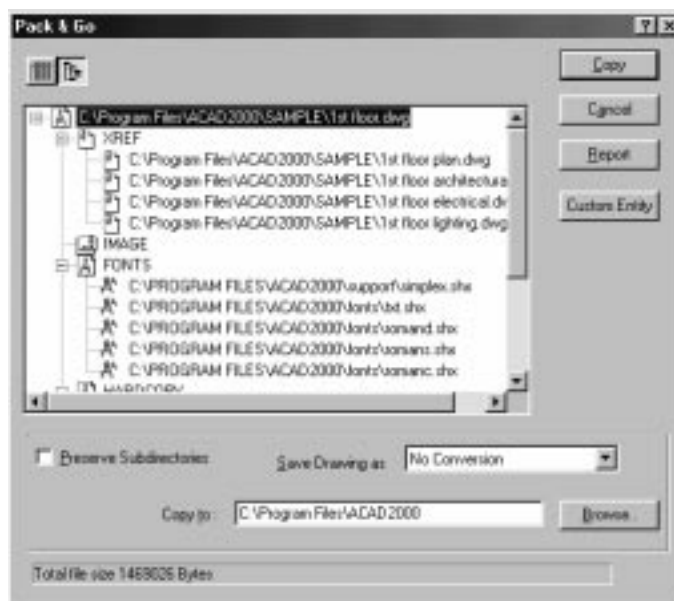 Pack & Go
Copy
C:\Program Files\ACAD2000\SAMPLE\1st floor.dwg
Cancel
XREF
C:\Program Files\ACAD2000\SAMPLE\1st floor plan.dwg
Report
C:\Program Files\ACAD2000\SAMPLE\1st floor architectura
C:\Program Files\ACAD2000\SAMPLE\1st floor electrical.dv
Custom Entity
C:\Program Files\ACAD2000\SAMPLE\1st floor lighting.dwg
IMAGE
FONTS
C:\PROGRAM FILES\ACAD2000\support\simplex.shx
C:\PROGRAM FILES\ACAD2000\fonts\txt.shx
C:\PROGRAM FILES\ACAD2000\fonts\romand.shx
C:\PROGRAM FILES\ACAD2000\fonts\romans.shx
C:\PROGRAM FILES\ACAD2000\fonts\romanc.shx
HARDCOPY
Preserve Subdirectories
Save Drawing as:
No Conversion
Copy to:
C:\Program Files\ACAD2000
Browse...
Total file size 1469026 Bytes